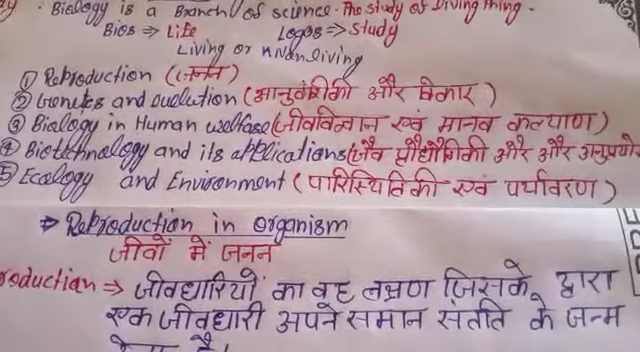 Biology is a Branch of science. The study of living thing.
Bios ⇒ Life Logos ⇒ Study
Living or nonliving
① Reproduction (जनन)
② Genetics and evolution (आनुवंशिकी और विकार)
③ Biology in Human welfare (जीवविज्ञान एवं मानव कल्याण)
④ Biotechnology and its applications (जैव प्रौद्योगिकी और और अनुप्रयोग
⑤ Ecology and Environment (पारिस्थितिकी एवं पर्यावरण)
⇒ Reproduction in organism
जीवों में जनन
roduction ⇒ जीवधारियों का वह लक्षण जिसके द्वारा
एक जीवधारी अपने समान संतति के जन्म
देता है।